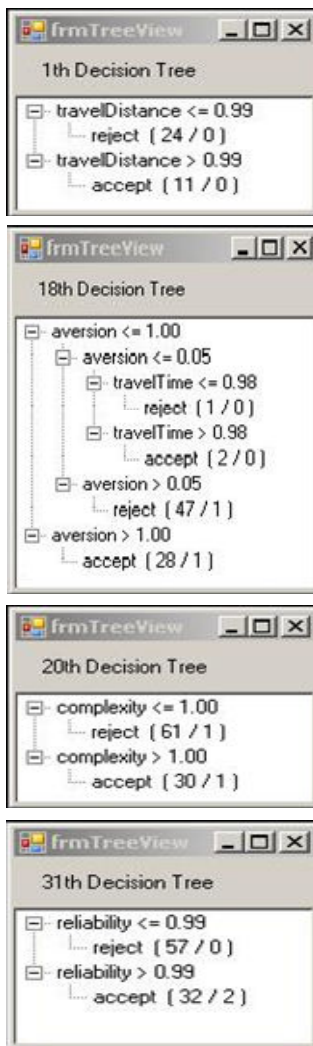 frmTreeView
1th Decision Tree
travelDistance <= 0.99
reject ( 24 / 0 )
travelDistance > 0.99
accept ( 11 / 0 )
frmTreeView
18th Decision Tree
aversion <= 1.00
aversion <= 0.05
travelTime <= 0.98
reject ( 1 / 0 )
travelTime > 0.98
accept ( 2 / 0 )
aversion > 0.05
reject ( 47 / 1 )
aversion > 1.00
accept ( 28 / 1 )
frmTreeView
20th Decision Tree
complexity <= 1.00
reject ( 61 / 1 )
complexity > 1.00
accept ( 30 / 1 )
frmTreeView
31th Decision Tree
reliability <= 0.99
reject ( 57 / 0 )
reliability > 0.99
accept ( 32 / 2 )